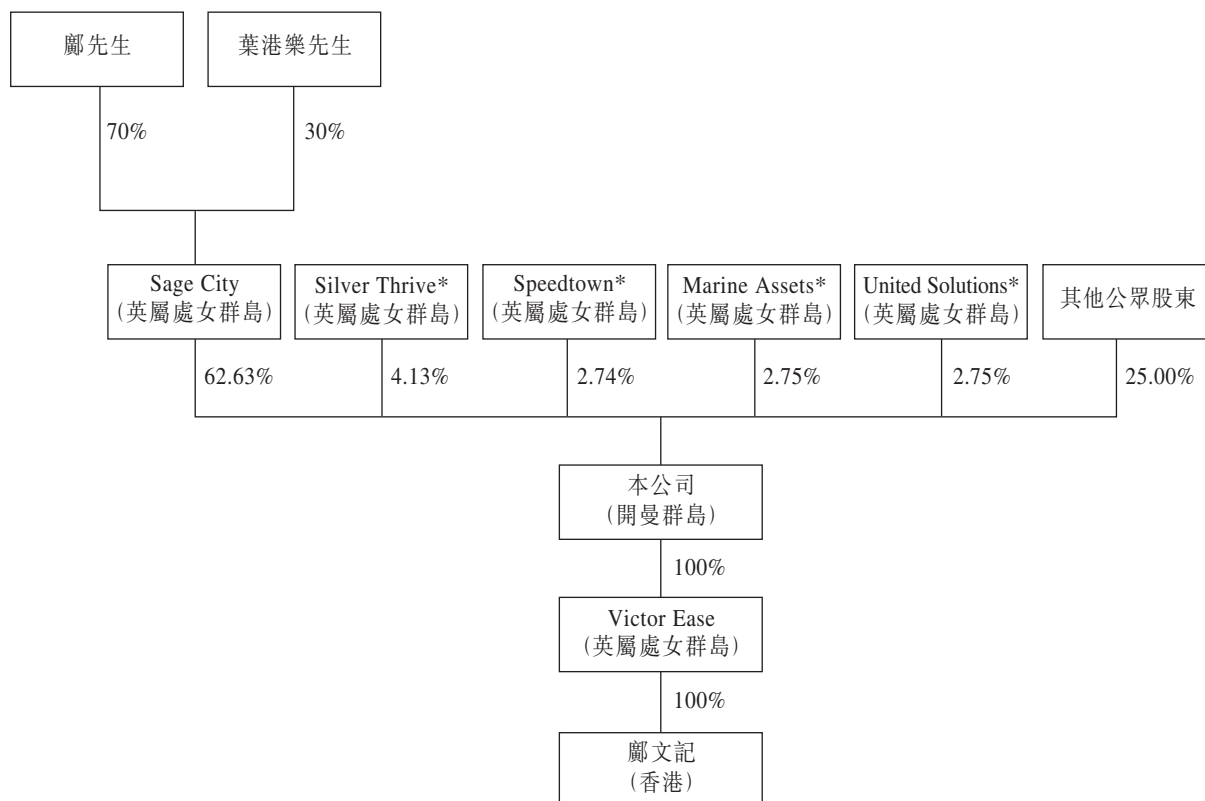 鄺先生
葉港樂先生
70%
30%
Sage City
(英屬處女群島)
Silver Thrive*
(英屬處女群島)
Speedtown*
(英屬處女群島)
Marine Assets*
(英屬處女群島)
United Solutions*
(英屬處女群島)
其他公眾股東
62.63%
4.13%
2.74%
2.75%
2.75%
25.00%
本公司
(開曼群島)
100%
Victor Ease
(英屬處女群島)
100%
鄺文記
(香港)